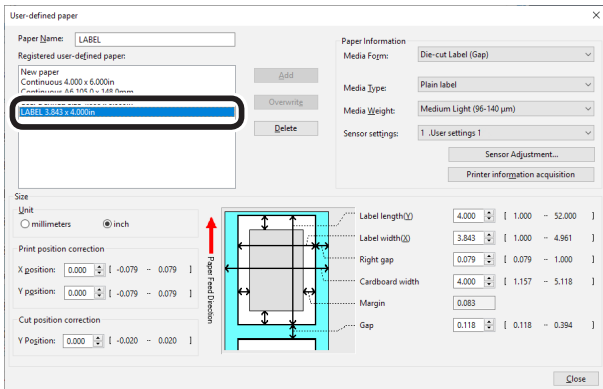 User-defined paper
Paper Name: LABEL
Registered user-defined paper:
New paper
Continuous 4.000 x 6.000in
Continuous A6 105.0 x 148.0mm
LABEL 3.843 x 4.000in
Add
Overwrite
Delete
Paper Information
Media Form: Die-cut Label (Gap)
Media Type: Plain label
Media Weight: Medium Light (96-140 μm)
Sensor settings: 1 .User settings 1
Sensor Adjustment...
Printer information acquisition
Size
Unit
millimeters inch
Print position correction
X position: 0.000 [ -0.079 -- 0.079 ]
Y position: 0.000 [ -0.079 -- 0.079 ]
Cut position correction
Y Position: 0.000 [ -0.020 -- 0.020 ]
Paper Feed Direction
Label length(Y) 4.000 [ 1.000 -- 52.000 ]
Label width(X) 3.843 [ 1.000 -- 4.961 ]
Right gap 0.079 [ 0.079 -- 1.000 ]
Cardboard width 4.000 [ 1.157 -- 5.118 ]
Margin 0.083
Gap 0.118 [ 0.118 -- 0.394 ]
Close